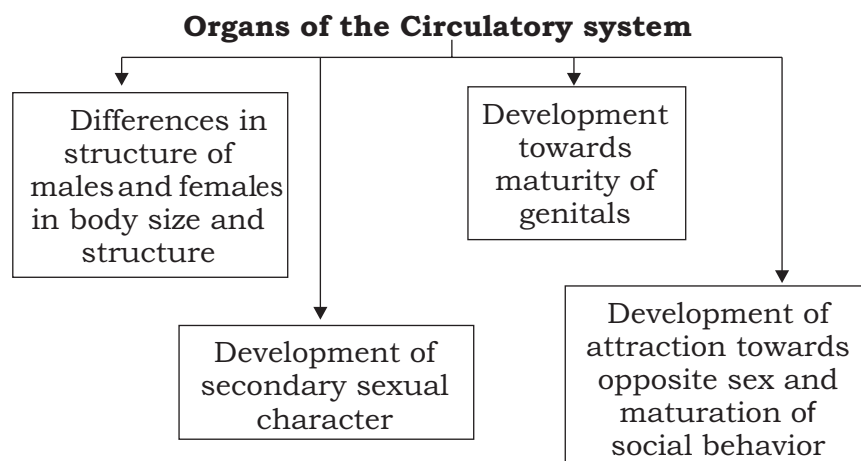 Organs of the Circulatory system
Differences in
structure of
males and females
in body size and
structure
Development
towards
maturity of
genitals
Development of
secondary sexual
character
Development of
attraction towards
opposite sex and
maturation of
social behavior